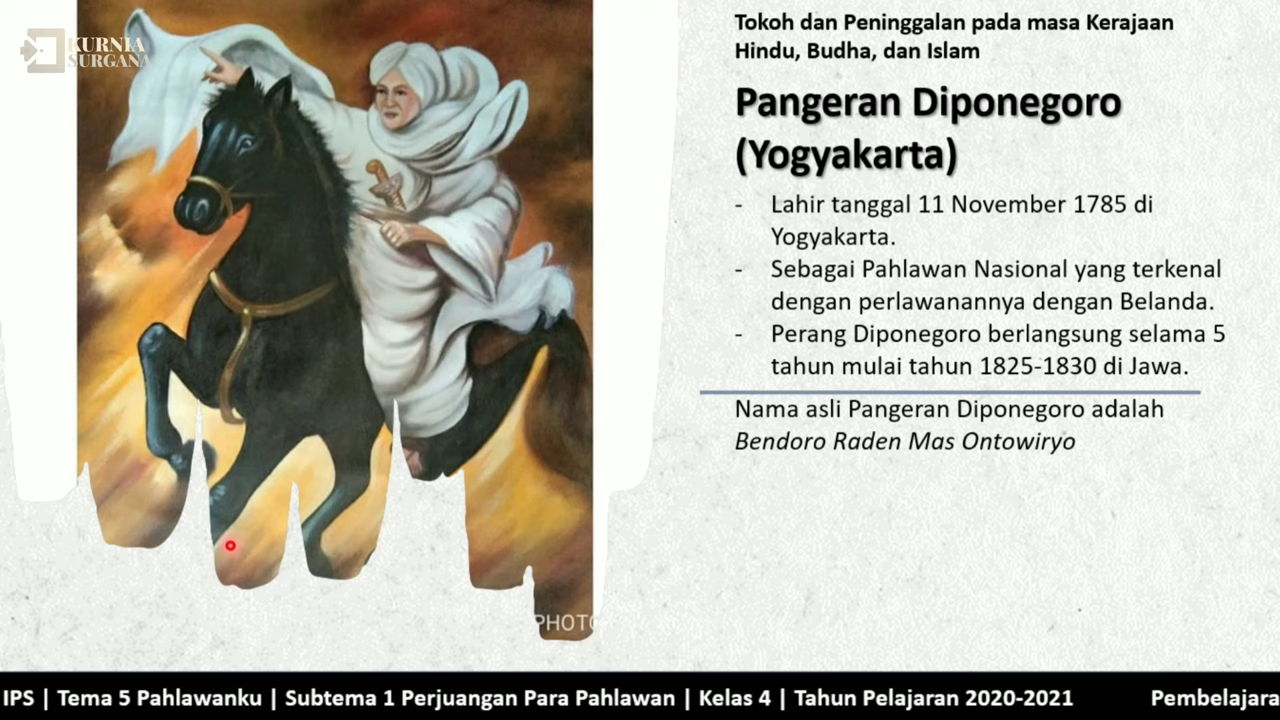 KURNIA
SURGANA
Tokoh dan Peninggalan pada masa Kerajaan
Hindu, Budha, dan Islam
Pangeran Diponegoro
(Yogyakarta)
- Lahir tanggal 11 November 1785 di
Yogyakarta.
- Sebagai Pahlawan Nasional yang terkenal
dengan perlawanannya dengan Belanda.
- Perang Diponegoro berlangsung selama 5
tahun mulai tahun 1825-1830 di Jawa.
Nama asli Pangeran Diponegoro adalah
Bendoro Raden Mas Ontowiryo
IPS | Tema 5 Pahlawanku | Subtema 1 Perjuangan Para Pahlawan | Kelas 4 | Tahun Pelajaran 2020-2021 Pembelajara